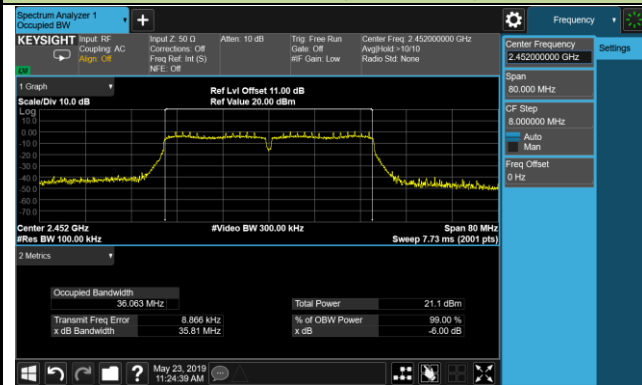 Spectrum Analyzer 1
Occupied BW
Frequency
KEYSIGHT
Input: RF
Coupling: AC
Align: Off
Input Z: 50 Ω
Corrections: Off
Freq Ref: Int (S)
NFE: Off
Atten: 10 dB
Trig: Free Run
Gate: Off
#IF Gain: Low
Center Freq: 2.452000000 GHz
Avg|Hold:>10/10
Radio Std: None
Center Frequency
2.452000000 GHz
Settings
Span
80.000 MHz
CF Step
8.000000 MHz
Auto
Man
Freq Offset
0 Hz
1 Graph
Scale/Div 10.0 dB
Ref Lvl Offset 11.00 dB
Ref Value 20.00 dBm
Log
10.0
0.00
-10.0
-20.0
-30.0
-40.0
-50.0
-60.0
-70.0
Center 2.452 GHz
#Res BW 100.00 kHz
#Video BW 300.00 kHz
Span 80 MHz
Sweep 7.73 ms (2001 pts)
2 Metrics
Occupied Bandwidth
36.063 MHz
Total Power 21.1 dBm
Transmit Freq Error 8.866 kHz
% of OBW Power 99.00 %
x dB Bandwidth 35.81 MHz
x dB -6.00 dB
May 23, 2019
11:24:39 AM